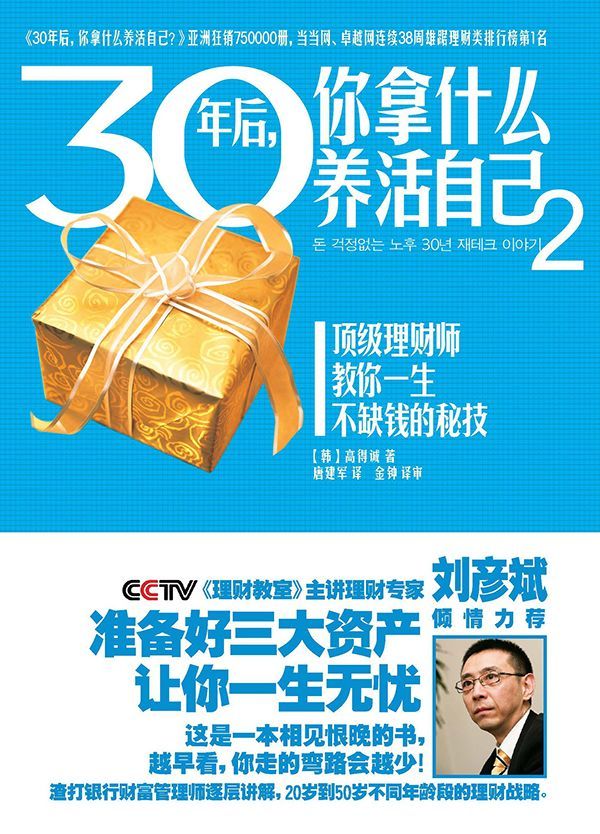 《30年后，你拿什么养活自己？》亚洲狂销750000册，当当网、卓越网连续38周雄踞理财类排行榜第1名
30年后，你拿什么
养活自己2
돈 걱정없는 노후 30년 재테크 이야기
顶级理财师
教你一生
不缺钱的秘技
【韩】高得诚 著
唐建军 译 金钟 译审
CCTV《理财教室》主讲理财专家 刘彦斌
倾情力荐
准备好三大资产
让你一生无忧
这是一本相见恨晚的书，
越早看，你走的弯路会越少！
渣打银行财富管理师逐层讲解，20岁到50岁不同年龄段的理财战略。